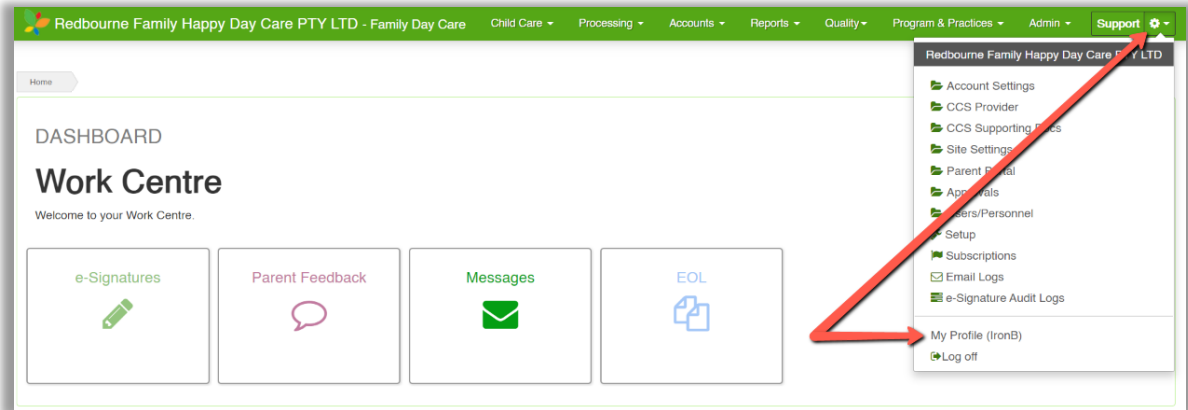 Redbourne Family Happy Day Care PTY LTD - Family Day Care Child Care Processing Accounts Reports Quality Program & Practices Admin Support
Redbourne Family Happy Day Care PTY LTD
Account Settings
CCS Provider
CCS Supporting Docs
Site Settings
Parent Portal
Approvals
Users/Personnel
Setup
Subscriptions
Email Logs
e-Signature Audit Logs
My Profile (IronB)
Log off
Home
DASHBOARD
Work Centre
Welcome to your Work Centre.
e-Signatures
Parent Feedback
Messages
EOL